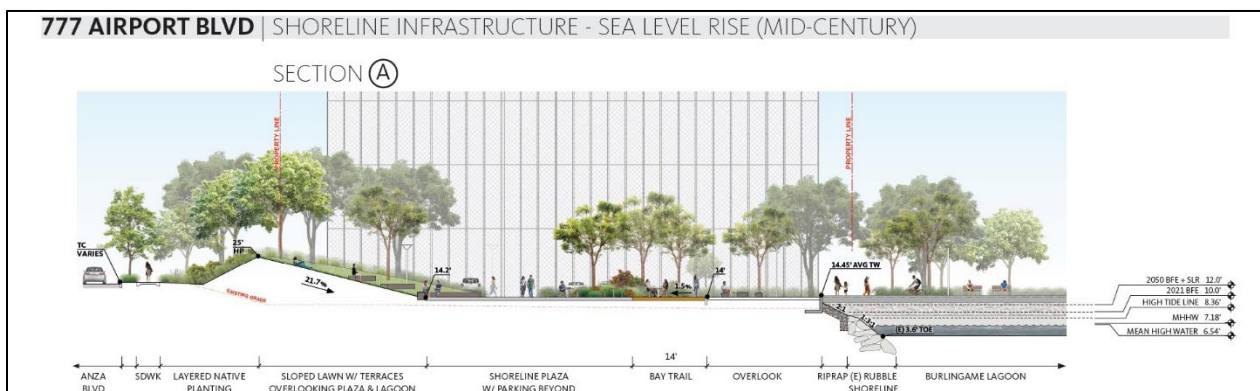 777 AIRPORT BLVD | SHORELINE INFRASTRUCTURE - SEA LEVEL RISE (MID-CENTURY)
SECTION A
PROPERTY LINE
PROPERTY LINE
TC
VARIES
25'
HP
21.7%
14.2'
1.5%
14'
14.45' AVG TW
EXISTING GRADE
2:1
(E) 3.6' TOE
2050 BFE + SLR 12.0'
2021 BFE 10.0'
HIGH TIDE LINE 8.36'
MHHW 7.18'
MEAN HIGH WATER 6.54'
14'
ANZA
BLVD
SDWK
LAYERED NATIVE
PLANTING
SLOPED LAWN W/ TERRACES
OVERLOOKING PLAZA & LAGOON
SHORELINE PLAZA
W/ PARKING BEYOND
BAY TRAIL
OVERLOOK
RIPRAP
(E) RUBBLE
SHORELINE
BURLINGAME LAGOON